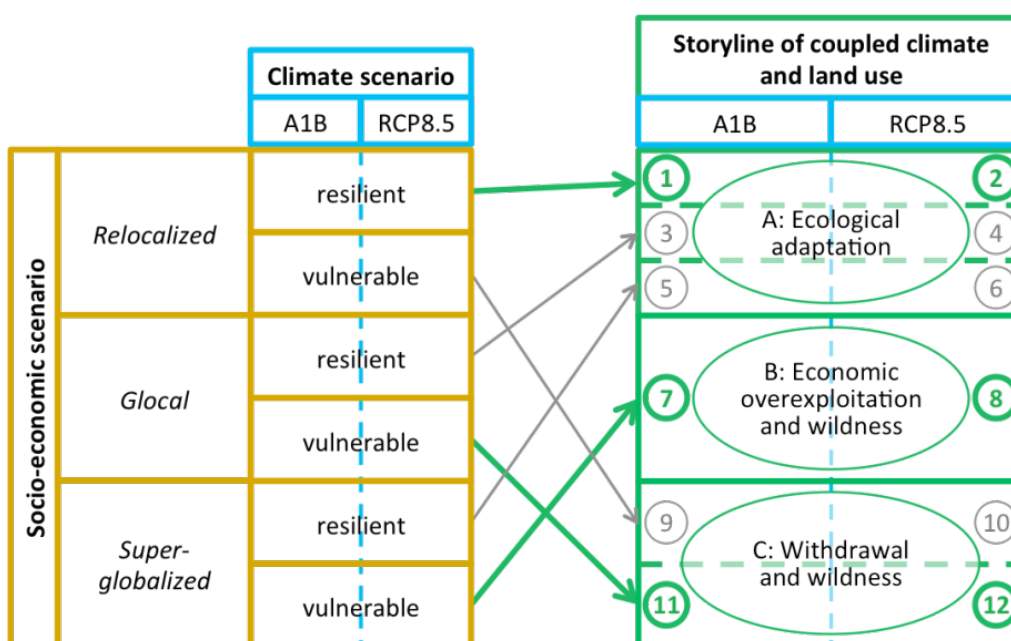 Storyline of coupled climate
and land use
Climate scenario
A1B
RCP8.5
A1B
RCP8.5
Socio-economic scenario
Relocalized
resilient
vulnerable
Glocal
resilient
vulnerable
Super-
globalized
resilient
vulnerable
1
2
3
4
5
6
A: Ecological
adaptation
7
8
B: Economic
overexploitation
and wildness
9
10
C: Withdrawal
and wildness
11
12